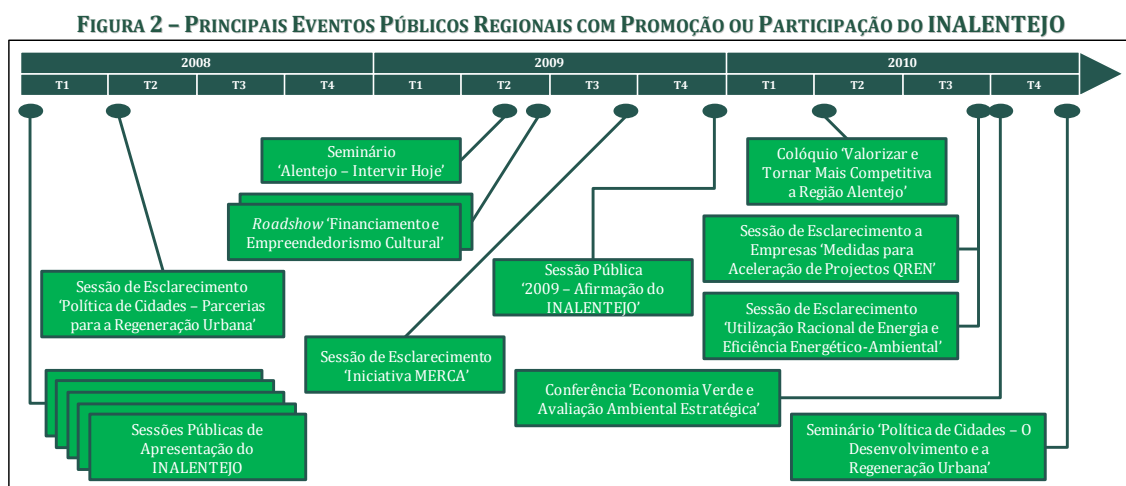 FIGURA 2 – PRINCIPAIS EVENTOS PÚBLICOS REGIONAIS COM PROMOÇÃO OU PARTICIPAÇÃO DO INALENTEJO
2008 2009 2010
T1 T2 T3 T4 T1 T2 T3 T4 T1 T2 T3 T4
Seminário
'Alentejo – Intervir Hoje'
Roadshow 'Financiamento e
Empreendedorismo Cultural'
Sessão de Esclarecimento
'Política de Cidades – Parcerias
para a Regeneração Urbana'
Sessões Públicas de
Apresentação do
INALENTEJO
Sessão de Esclarecimento
'Iniciativa MERCA'
Sessão Pública
'2009 – Afirmação do
INALENTEJO'
Colóquio 'Valorizar e
Tornar Mais Competitiva
a Região Alentejo'
Sessão de Esclarecimento a
Empresas 'Medidas para
Aceleração de Projectos QREN'
Sessão de Esclarecimento
'Utilização Racional de Energia e
Eficiência Energético-Ambiental'
Conferência 'Economia Verde e
Avaliação Ambiental Estratégica'
Seminário 'Política de Cidades – O
Desenvolvimento e a
Regeneração Urbana'